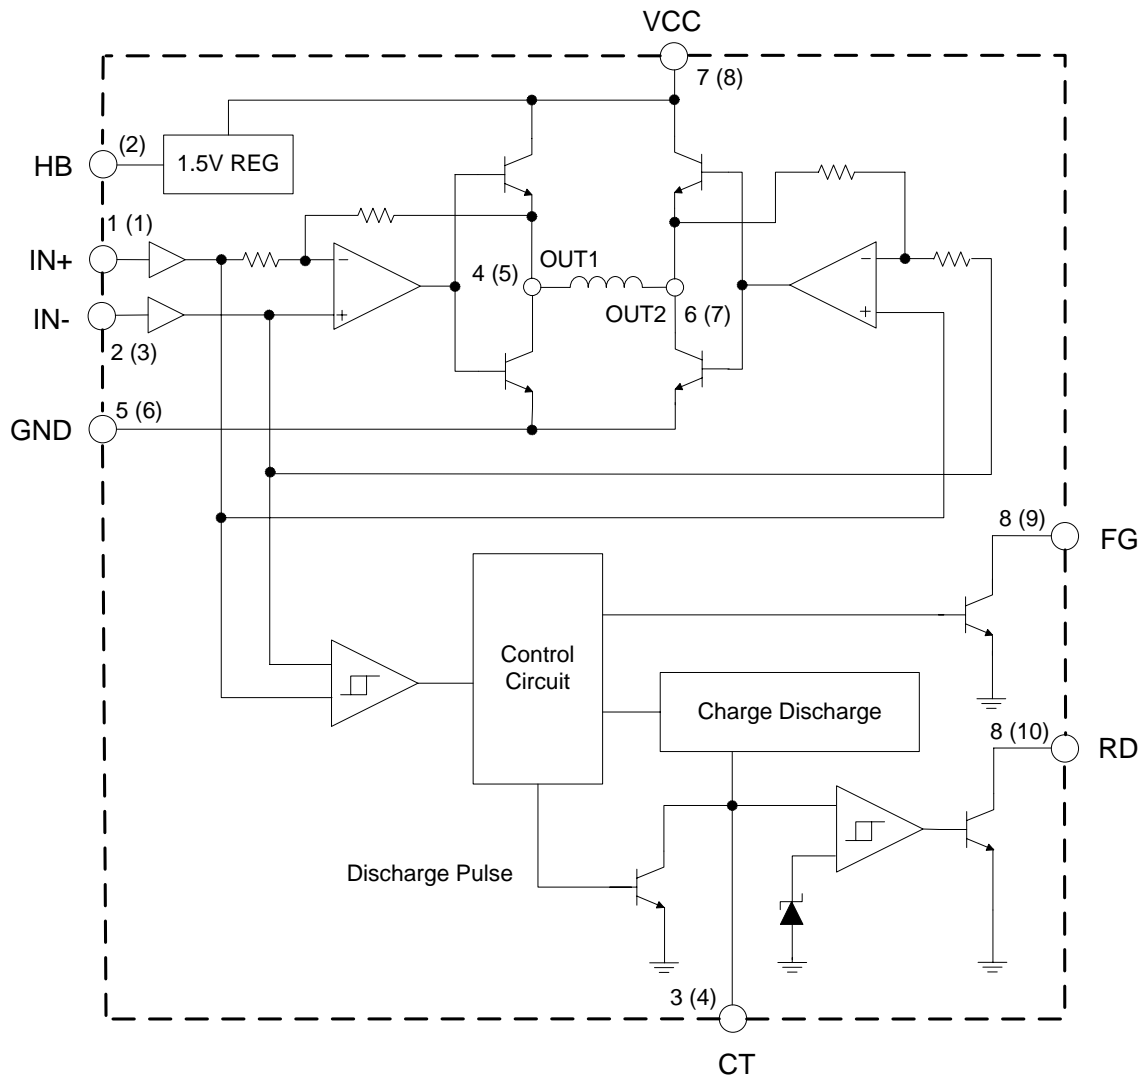 VCC
7 (8)
(2)
HB
1.5V REG
1 (1)
IN+
OUT1
4 (5)
IN-
OUT2
6 (7)
2 (3)
5 (6)
GND
8 (9)
FG
Control
Circuit
Charge Discharge
8 (10)
RD
Discharge Pulse
3 (4)
CT